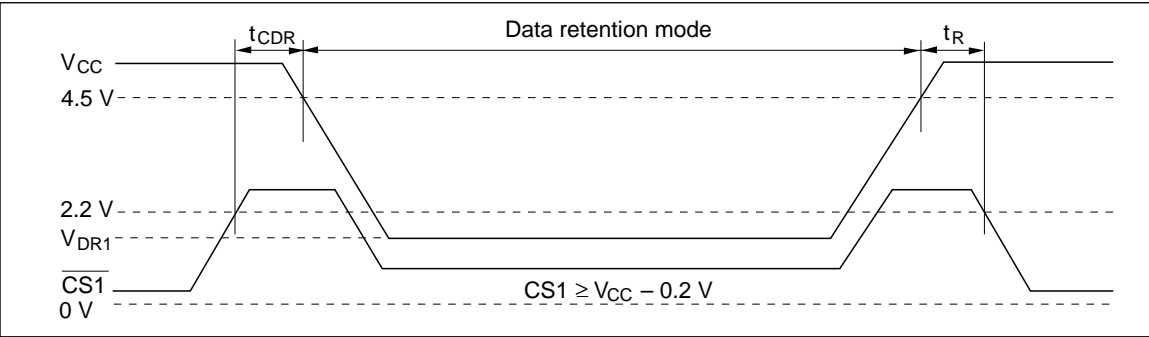 tCDR Data retention mode tR
VCC
4.5 V
2.2 V
VDR1
CS1
CS1 ≥ VCC – 0.2 V
0 V